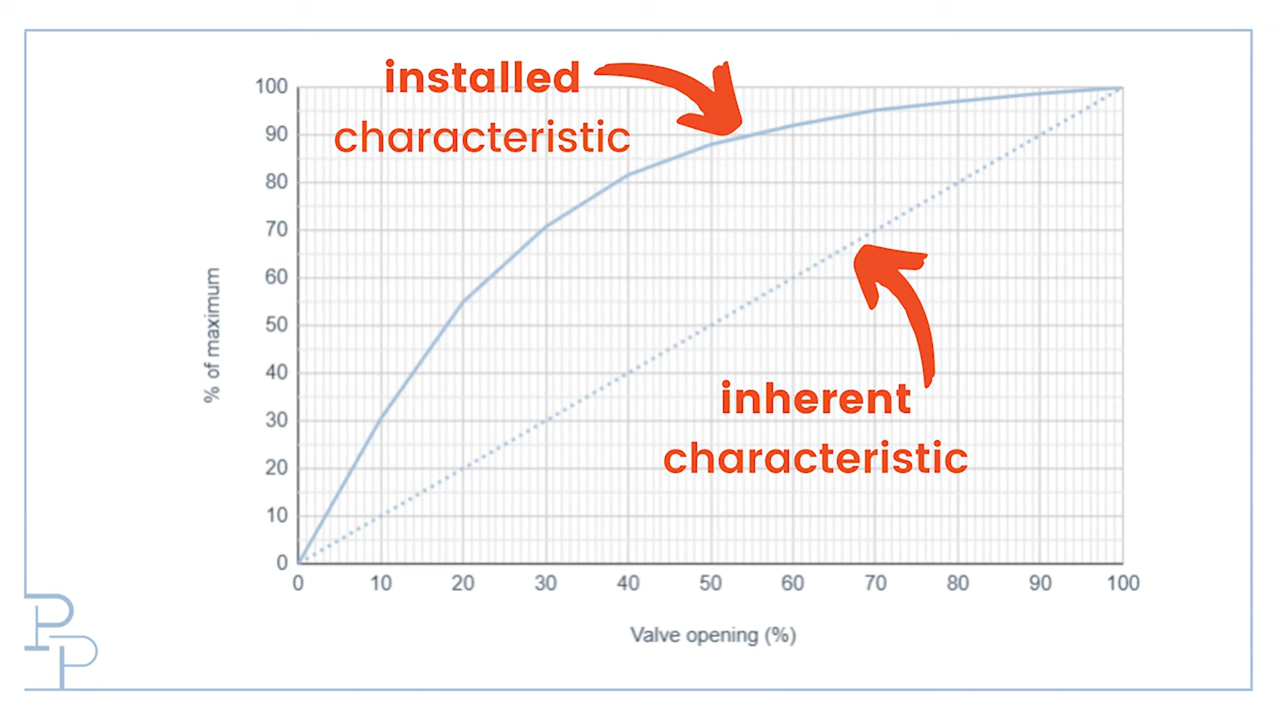 installed
characteristic
100
90
80
70
60
50
40
30
20
10
0
% of maximum
inherent
characteristic
0 10 20 30 40 50 60 70 80 90 100
Valve opening (%)
PP